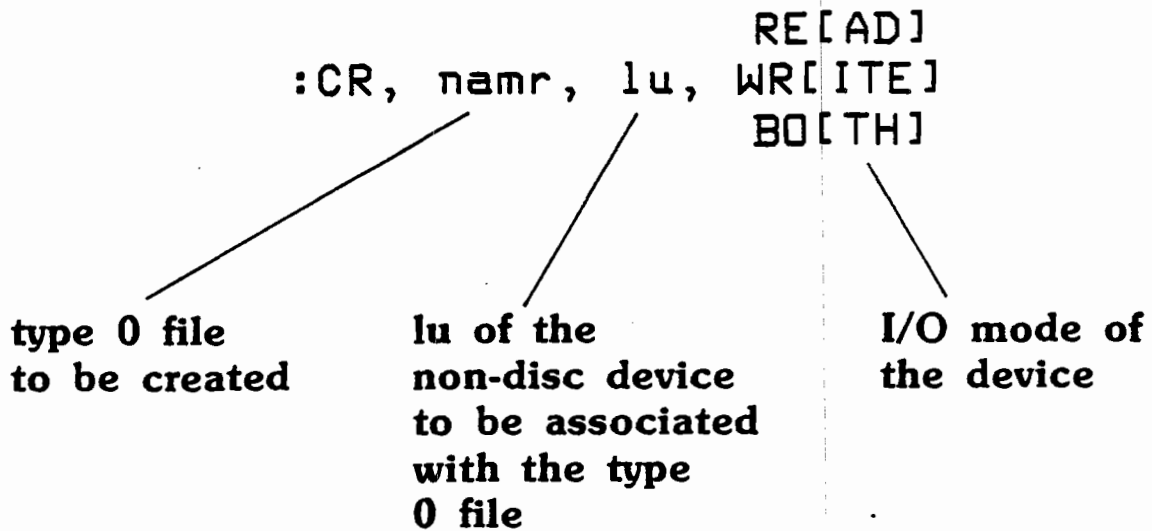 RE[AD]
:CR, namr, lu, WR[ITE]
BO[TH]
type 0 file
to be created
lu of the
non-disc device
to be associated
with the type
0 file
I/O mode of
the device